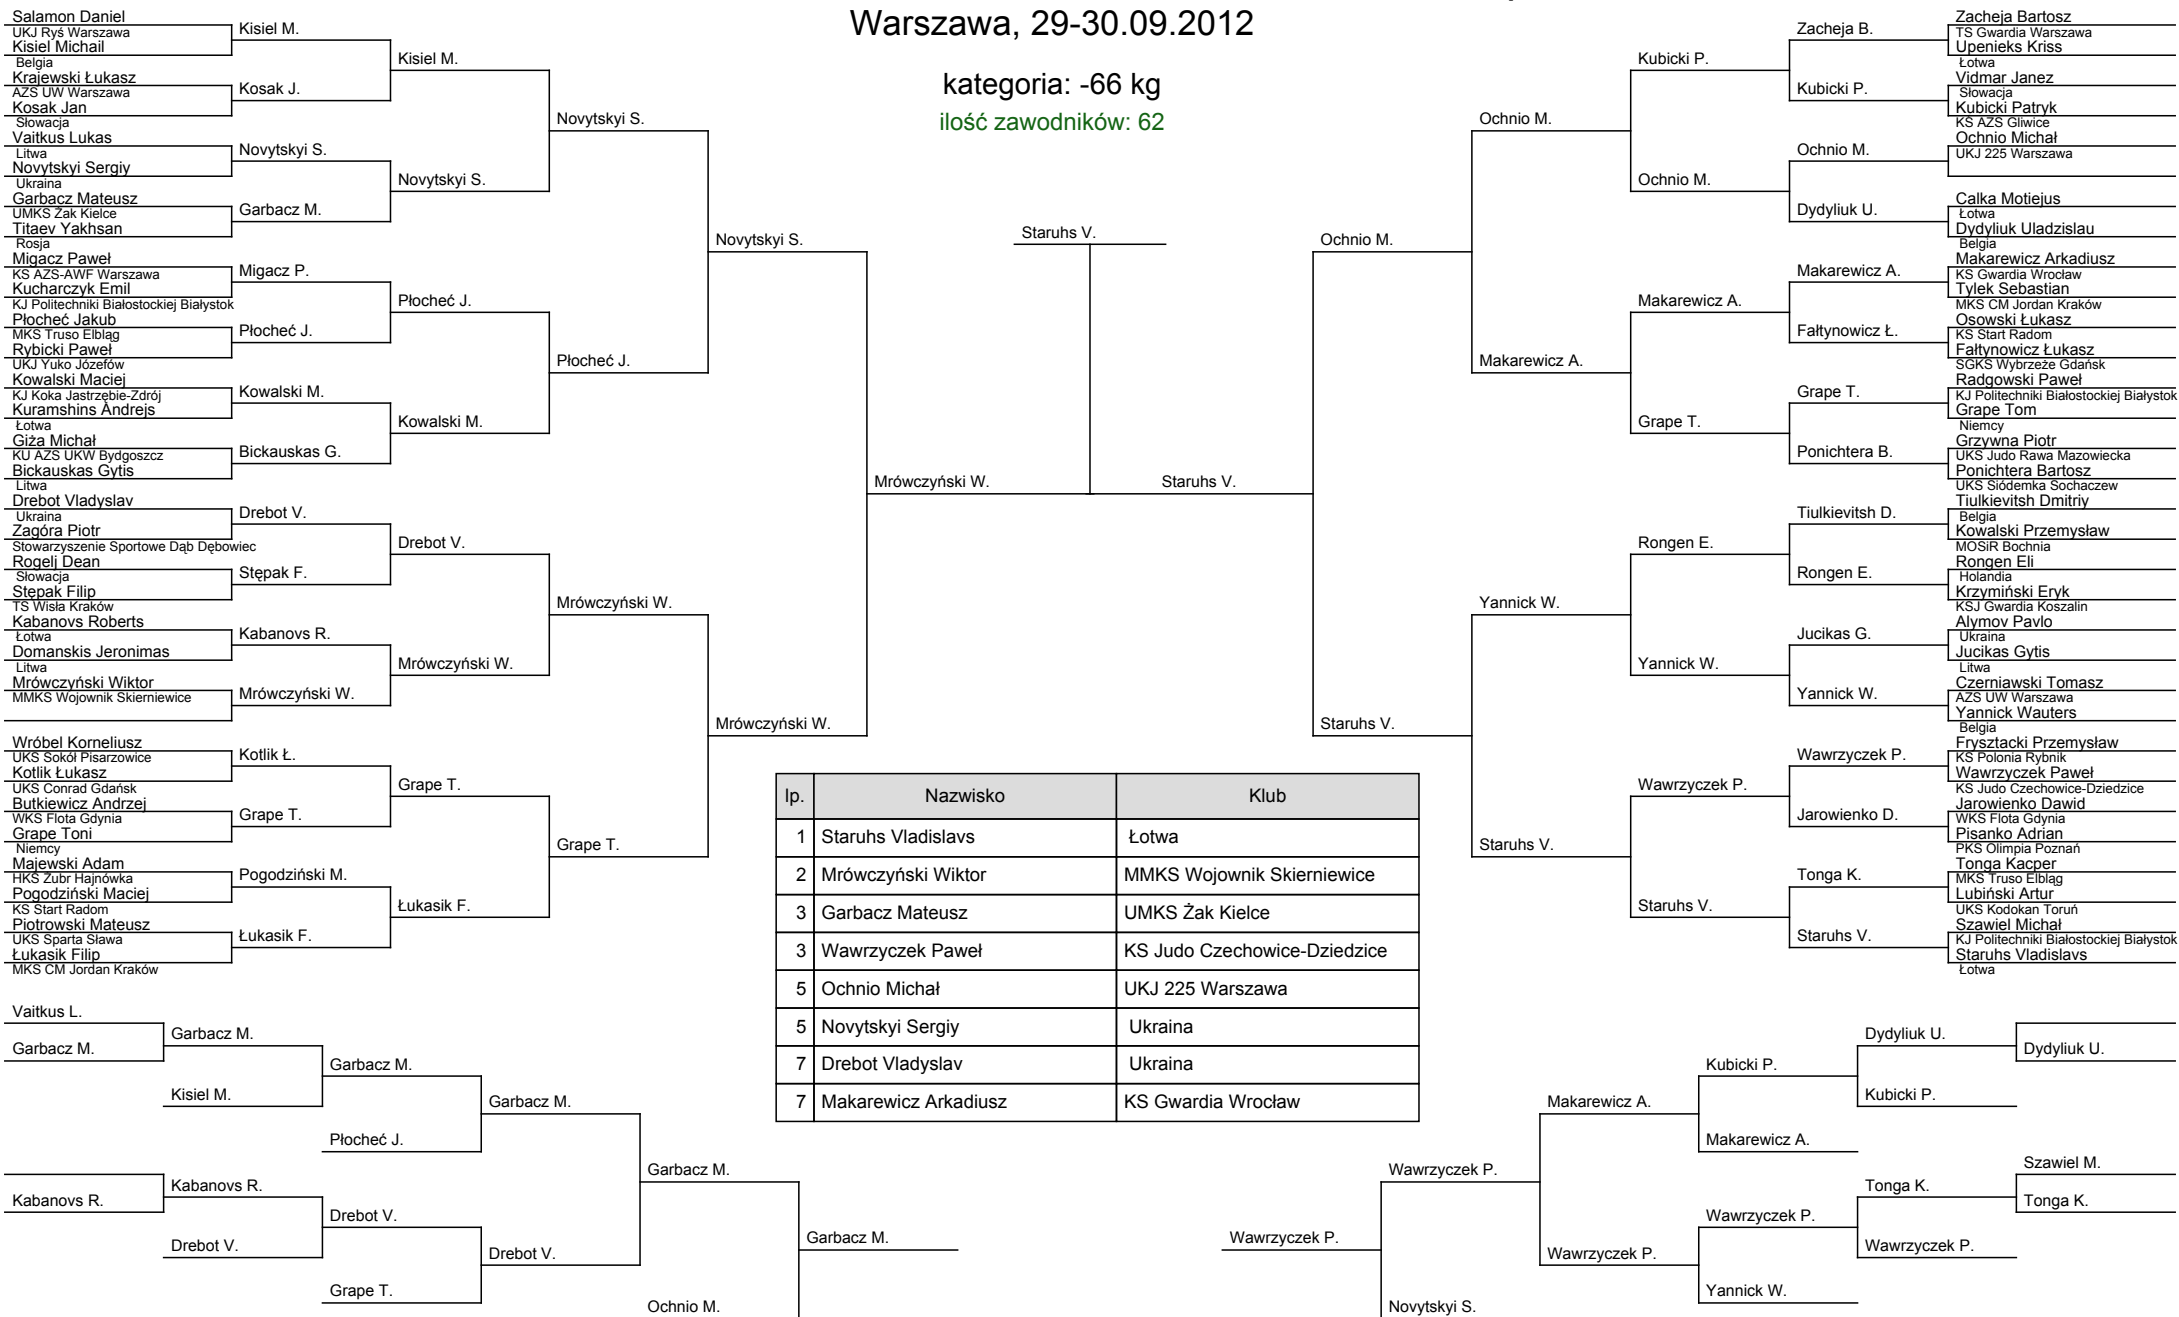 Warszawa, 29-30.09.2012
kategoria: -66 kg
ilość zawodników: 62
Salamon Daniel
UKJ Ryś Warszawa
Kisiel Michail
Belgia
Krajewski Łukasz
AZS UW Warszawa
Kosak Jan
Słowacja
Vaitkus Lukas
Litwa
Novytskyi Sergiy
Ukraina
Garbacz Mateusz
UMKS Żak Kielce
Titaev Yakhsan
Rosja
Migacz Paweł
KS AZS-AWF Warszawa
Kucharczyk Emil
KJ Politechniki Białostockiej Białystok
Płocheć Jakub
MKS Truso Elbląg
Rybicki Paweł
UKJ Yuko Józefów
Kowalski Maciej
KJ Koka Jastrzębie-Zdrój
Kuramshins Andrejs
Łotwa
Giża Michał
KU AZS UKW Bydgoszcz
Bickauskas Gytis
Litwa
Drebot Vladyslav
Ukraina
Zagóra Piotr
Stowarzyszenie Sportowe Dąb Dębowiec
Rogelj Dean
Słowacja
Stępak Filip
TS Wisła Kraków
Kabanovs Roberts
Łotwa
Domanskis Jeronimas
Litwa
Mrówczyński Wiktor
MMKS Wojownik Skierniewice
Wróbel Korneliusz
UKS Sokół Pisarzowice
Kotlik Łukasz
UKS Conrad Gdańsk
Butkiewicz Andrzej
WKS Flota Gdynia
Grape Toni
Niemcy
Majewski Adam
HKS Żubr Hajnówka
Pogodziński Maciej
KS Start Radom
Piotrowski Mateusz
UKS Sparta Sława
Łukasik Filip
MKS CM Jordan Kraków
Kisiel M.
Kosak J.
Novytskyi S.
Garbacz M.
Migacz P.
Płocheć J.
Kowalski M.
Bickauskas G.
Drebot V.
Stępak F.
Kabanovs R.
Mrówczyński W.
Kotlik Ł.
Grape T.
Pogodziński M.
Łukasik F.
Kisiel M.
Novytskyi S.
Płocheć J.
Kowalski M.
Drebot V.
Mrówczyński W.
Grape T.
Łukasik F.
Novytskyi S.
Płocheć J.
Mrówczyński W.
Grape T.
Novytskyi S.
Mrówczyński W.
Mrówczyński W.
Staruhs V.
Staruhs V.
Ochnio M.
Staruhs V.
Ochnio M.
Makarewicz A.
Yannick W.
Staruhs V.
Kubicki P.
Ochnio M.
Makarewicz A.
Grape T.
Rongen E.
Yannick W.
Wawrzyczek P.
Staruhs V.
Zacheja B.
Kubicki P.
Ochnio M.
Dydyliuk U.
Makarewicz A.
Fałtynowicz Ł.
Grape T.
Ponichtera B.
Tiulkievitsh D.
Rongen E.
Jucikas G.
Yannick W.
Wawrzyczek P.
Jarowienko D.
Tonga K.
Staruhs V.
Zacheja Bartosz
TS Gwardia Warszawa
Upenieks Kriss
Łotwa
Vidmar Janez
Słowacja
Kubicki Patryk
KS AZS Gliwice
Ochnio Michał
UKJ 225 Warszawa
Calka Motiejus
Łotwa
Dydyliuk Uladzislau
Belgia
Makarewicz Arkadiusz
KS Gwardia Wrocław
Tylek Sebastian
MKS CM Jordan Kraków
Osowski Łukasz
KS Start Radom
Fałtynowicz Łukasz
SGKS Wybrzeże Gdańsk
Radgowski Paweł
KJ Politechniki Białostockiej Białystok
Grape Tom
Niemcy
Grzywna Piotr
UKS Judo Rawa Mazowiecka
Ponichtera Bartosz
UKS Siódemka Sochaczew
Tiulkievitsh Dmitriy
Belgia
Kowalski Przemysław
MOSiR Bochnia
Rongen Eli
Holandia
Krzymiński Eryk
KSJ Gwardia Koszalin
Alymov Pavlo
Ukraina
Jucikas Gytis
Litwa
Czerniawski Tomasz
AZS UW Warszawa
Yannick Wauters
Belgia
Frysztacki Przemysław
KS Polonia Rybnik
Wawrzyczek Paweł
KS Judo Czechowice-Dziedzice
Jarowienko Dawid
WKS Flota Gdynia
Pisanko Adrian
PKS Olimpia Poznań
Tonga Kacper
MKS Truso Elbląg
Lubiński Artur
UKS Kodokan Toruń
Szawiel Michał
KJ Politechniki Białostockiej Białystok
Staruhs Vladislavs
Łotwa
lp. Nazwisko Klub
1 Staruhs Vladislavs Łotwa
2 Mrówczyński Wiktor MMKS Wojownik Skierniewice
3 Garbacz Mateusz UMKS Żak Kielce
3 Wawrzyczek Paweł KS Judo Czechowice-Dziedzice
5 Ochnio Michał UKJ 225 Warszawa
5 Novytskyi Sergiy Ukraina
7 Drebot Vladyslav Ukraina
7 Makarewicz Arkadiusz KS Gwardia Wrocław
Vaitkus L.
Garbacz M.
Kabanovs R.
Garbacz M.
Kisiel M.
Kabanovs R.
Drebot V.
Garbacz M.
Płocheć J.
Drebot V.
Grape T.
Garbacz M.
Drebot V.
Garbacz M.
Ochnio M.
Garbacz M.
Wawrzyczek P.
Wawrzyczek P.
Novytskyi S.
Makarewicz A.
Wawrzyczek P.
Kubicki P.
Makarewicz A.
Wawrzyczek P.
Yannick W.
Dydyliuk U.
Kubicki P.
Tonga K.
Wawrzyczek P.
Dydyliuk U.
Szawiel M.
Tonga K.